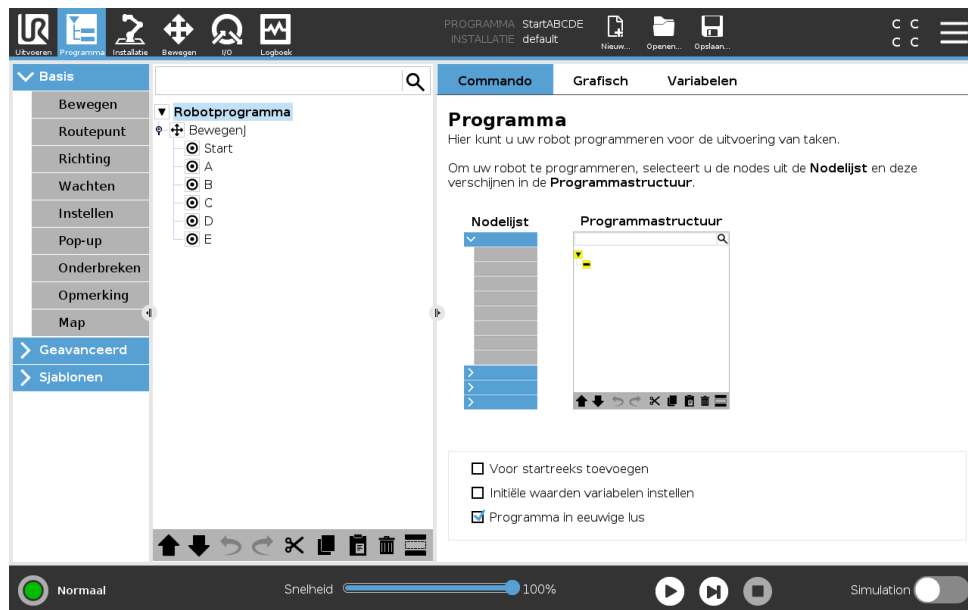 UR
PROGRAMMA StartABCDE
INSTALLATIE default
C C
C C
Uitvoeren Programma Installatie Bewegen I/O Logboek Nieuw... Openen... Opslaan...
Basis
Bewegen
Routepunt
Richting
Wachten
Instellen
Pop-up
Onderbreken
Opmerking
Map
Geavanceerd
Sjablonen
Robotprogramma
BewegenJ
Start
A
B
C
D
E
Commando Grafisch Variabelen
Programma
Hier kunt u uw robot programmeren voor de uitvoering van taken.
Om uw robot te programmeren, selecteert u de nodes uit de Nodelijst en deze
verschijnen in de Programmastructuur.
Nodelijst Programmastructuur
Voor startreeks toevoegen
Initiële waarden variabelen instellen
Programma in eeuwige lus
Normaal Snelheid 100% Simulation